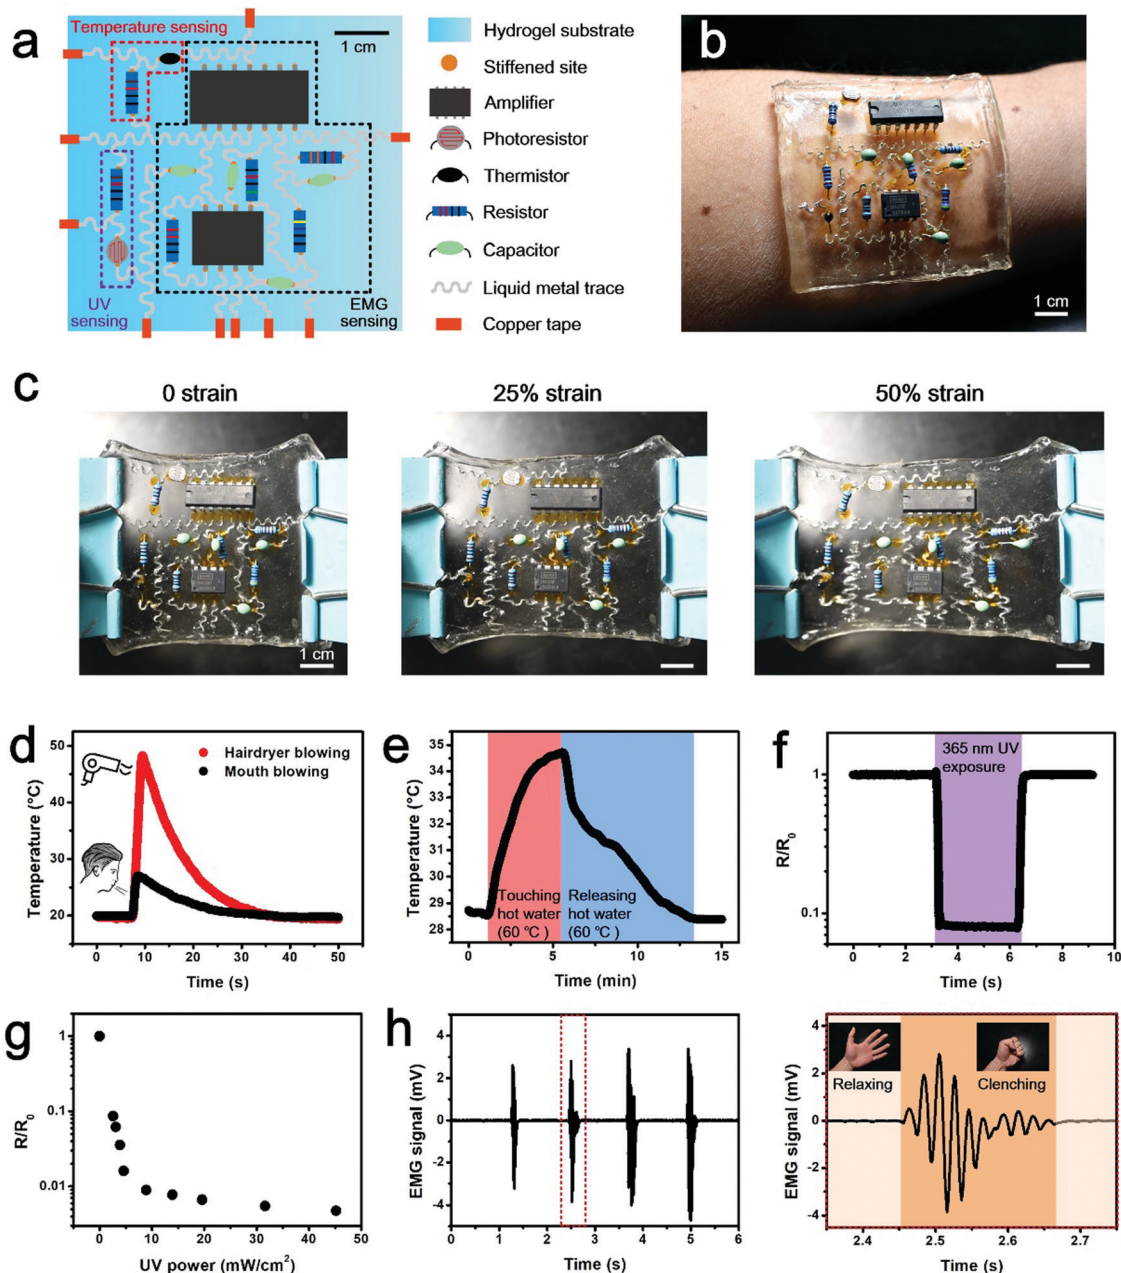 a
Temperature sensing
1 cm
UV
sensing
EMG
sensing
Hydrogel substrate
Stiffened site
Amplifier
Photoresistor
Thermistor
Resistor
Capacitor
Liquid metal trace
Copper tape
b
1 cm
c
0 strain
25% strain
50% strain
1 cm
d
50
40
30
20
Temperature (°C)
Hairdryer blowing
Mouth blowing
0 10 20 30 40 50
Time (s)
e
35
34
33
32
31
30
29
28
Temperature (°C)
Touching
hot water
(60 °C )
Releasing
hot water
(60 °C )
0 5 10 15
Time (min)
f
365 nm UV
exposure
1
0.1
R/R0
0 2 4 6 8 10
Time (s)
g
1
0.1
0.01
R/R0
0 10 20 30 40 50
UV power (mW/cm2)
h
4
2
0
-2
-4
EMG signal (mV)
0 1 2 3 4 5 6
Time (s)
4
2
0
-2
-4
EMG signal (mV)
Relaxing
Clenching
2.4 2.5 2.6 2.7
Time (s)